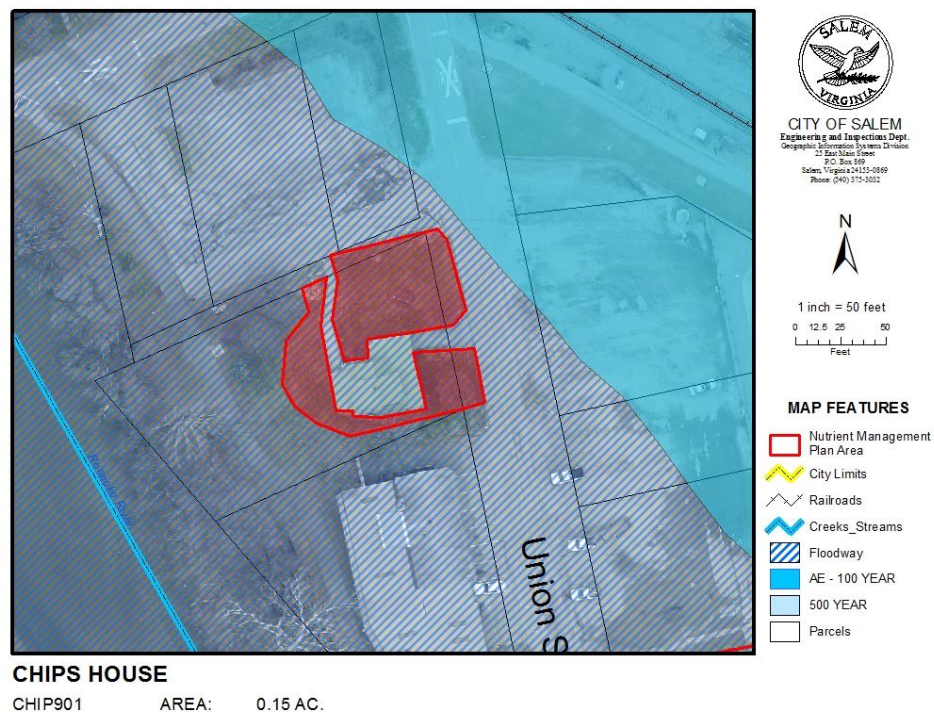 SALEM
VIRGINIA
CITY OF SALEM
Engineering and Inspections Dept.
Geographic Information Systems Division
25 East Main Street
P.O. Box 869
Salem, Virginia 24153-0869
Phone: (540) 375-3032
N
1 inch = 50 feet
0 12.5 25 50
Feet
MAP FEATURES
Nutrient Management
Plan Area
City Limits
Railroads
Creeks_Streams
Floodway
AE - 100 YEAR
500 YEAR
Parcels
Roanoke River
Union S
CHIPS HOUSE
CHIP901 AREA: 0.15 AC.